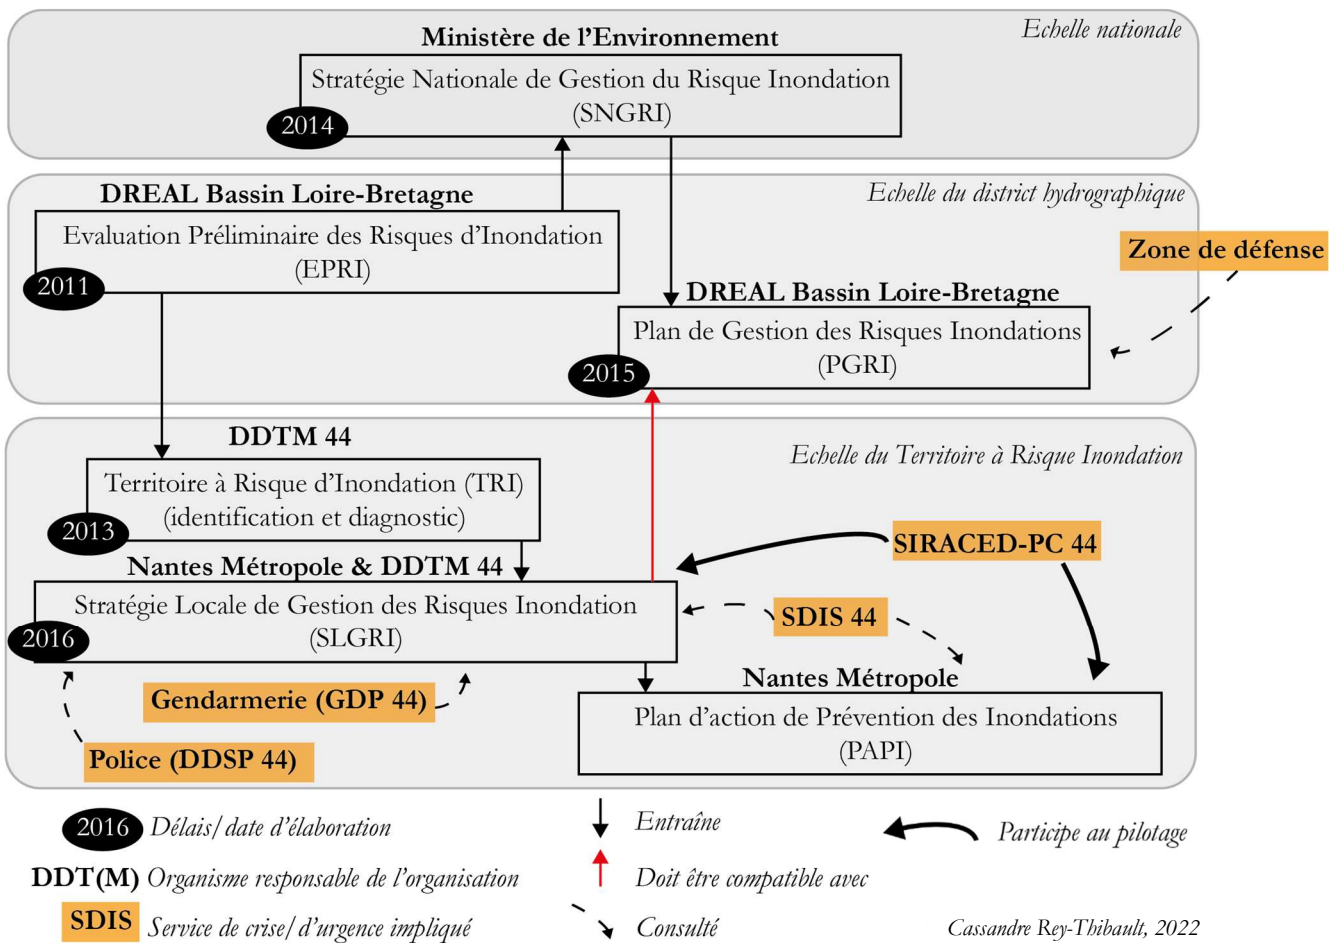 Echelle nationale
Ministère de l'Environnement
Stratégie Nationale de Gestion du Risque Inondation
(SNGRI)
2014
Echelle du district hydrographique
DREAL Bassin Loire-Bretagne
Evaluation Préliminaire des Risques d'Inondation
(EPRI)
2011
Zone de défense
DREAL Bassin Loire-Bretagne
Plan de Gestion des Risques Inondations
(PGRI)
2015
Echelle du Territoire à Risque Inondation
DDTM 44
Territoire à Risque d'Inondation (TRI)
(identification et diagnostic)
2013
SIRACED-PC 44
Nantes Métropole & DDTM 44
Stratégie Locale de Gestion des Risques Inondation
(SLGRI)
2016
SDIS 44
Gendarmerie (GDP 44)
Police (DDSP 44)
Nantes Métropole
Plan d'action de Prévention des Inondations
(PAPI)
2016 Délais/date d'élaboration
Entraîne
Participe au pilotage
DDT(M) Organisme responsable de l'organisation
Doit être compatible avec
SDIS Service de crise/d'urgence impliqué
Consulté
Cassandre Rey-Thibault, 2022